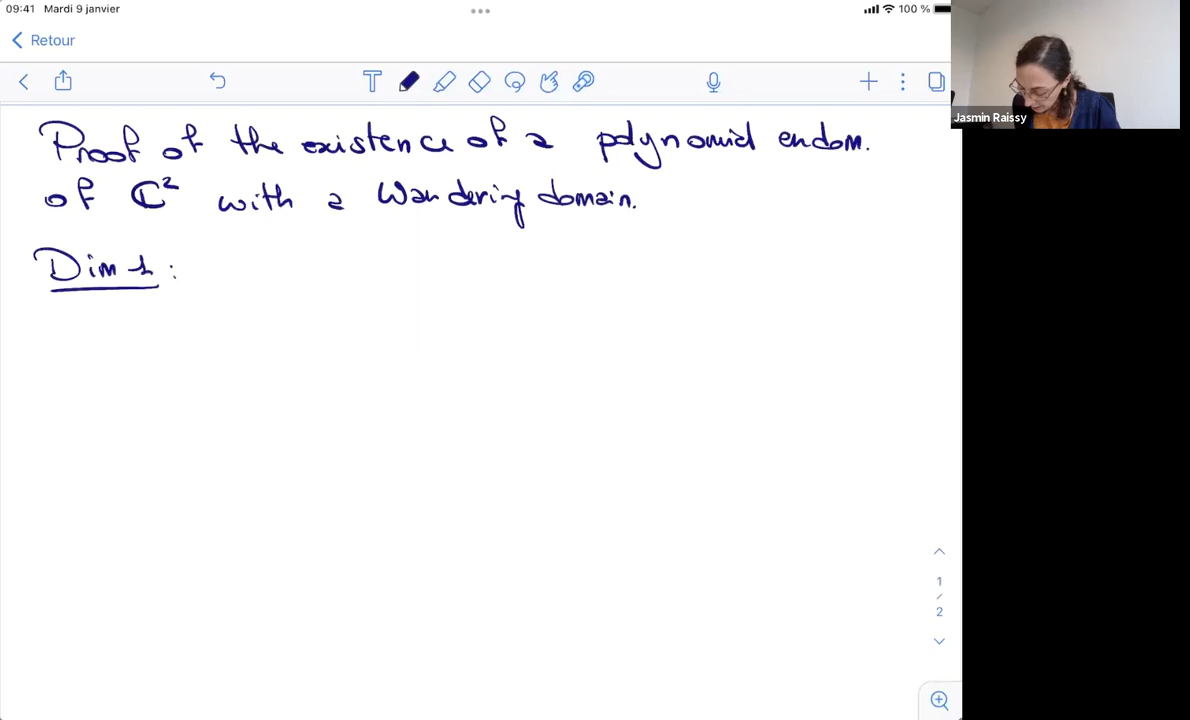 09:41 Mardi 9 janvier
100 %
Retour
Jasmin Raissy
Proof of the existence of a polynomial endom.
of ℂ² with a Wandering domain.
Dim 1 :
1
/
2